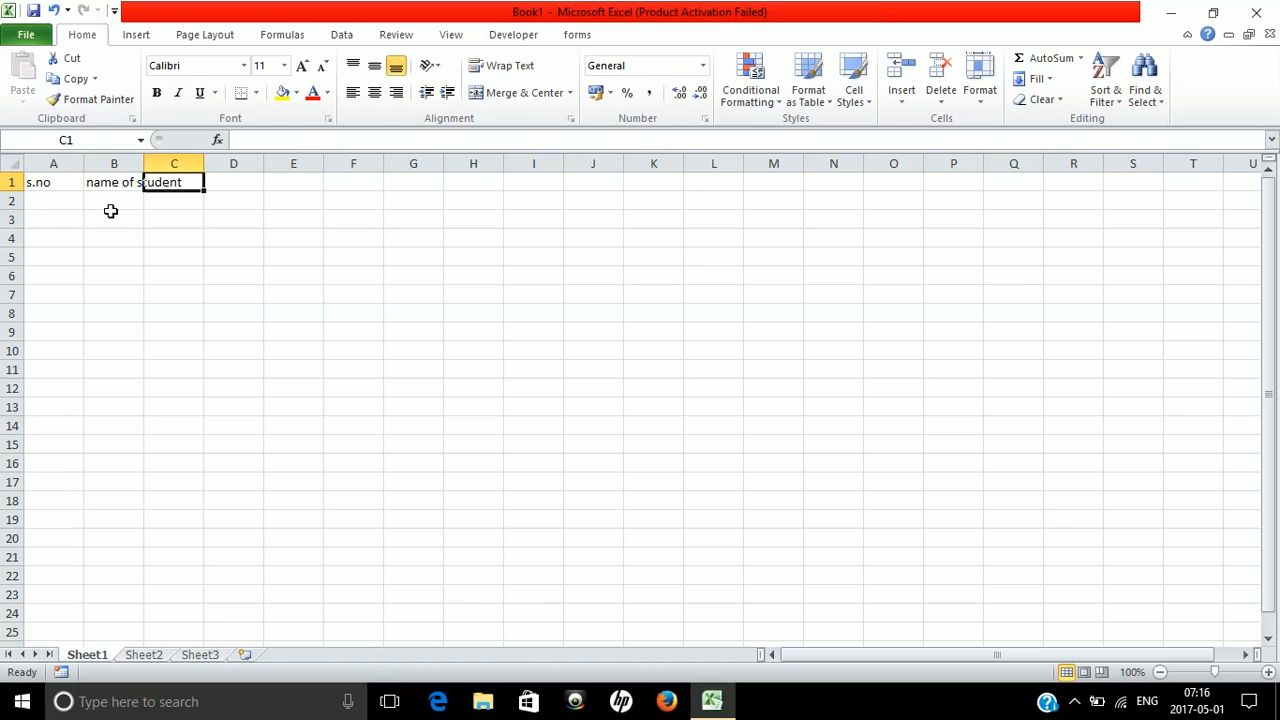 Book1 - Microsoft Excel (Product Activation Failed)
File Home Insert Page Layout Formulas Data Review View Developer forms
Paste
Cut
Copy
Format Painter
Clipboard
Calibri 11
B I U
Font
Wrap Text
Merge & Center
Alignment
General
%
Number
Conditional Formatting
Format as Table
Cell Styles
Styles
Insert
Delete
Format
Cells
AutoSum
Fill
Clear
Sort & Filter
Find & Select
Editing
C1 fx
A B C D E F G H I J K L M N O P Q R S T U
1 s.no name of student
2
3
4
5
6
7
8
9
10
11
12
13
14
15
16
17
18
19
20
21
22
23
24
25
Sheet1 Sheet2 Sheet3
Ready 100%
Type here to search
ENG
07:16
2017-05-01